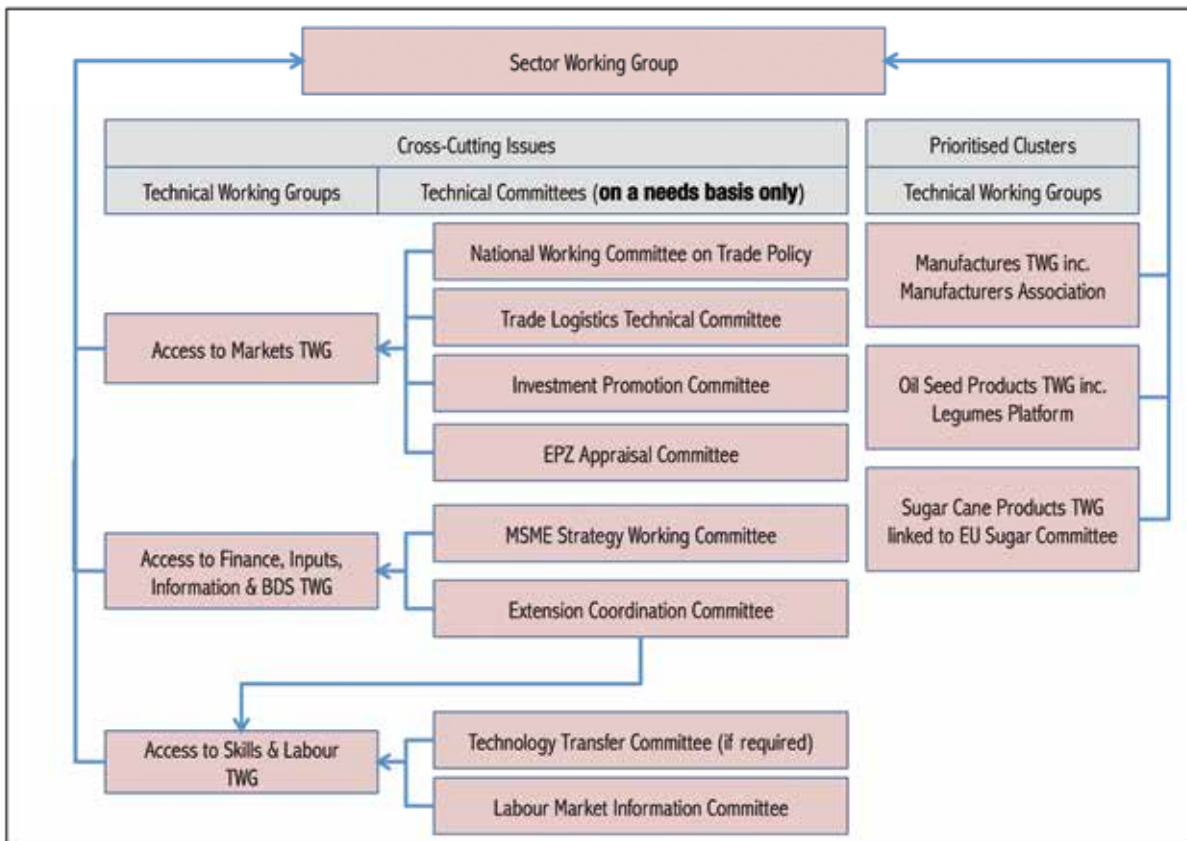 Sector Working Group
Cross-Cutting Issues
Technical Working Groups
Technical Committees (on a needs basis only)
Prioritised Clusters
Technical Working Groups
Access to Markets TWG
National Working Committee on Trade Policy
Trade Logistics Technical Committee
Investment Promotion Committee
EPZ Appraisal Committee
Access to Finance, Inputs,
Information & BDS TWG
MSME Strategy Working Committee
Extension Coordination Committee
Access to Skills & Labour
TWG
Technology Transfer Committee (if required)
Labour Market Information Committee
Manufactures TWG inc.
Manufacturers Association
Oil Seed Products TWG inc.
Legumes Platform
Sugar Cane Products TWG
linked to EU Sugar Committee